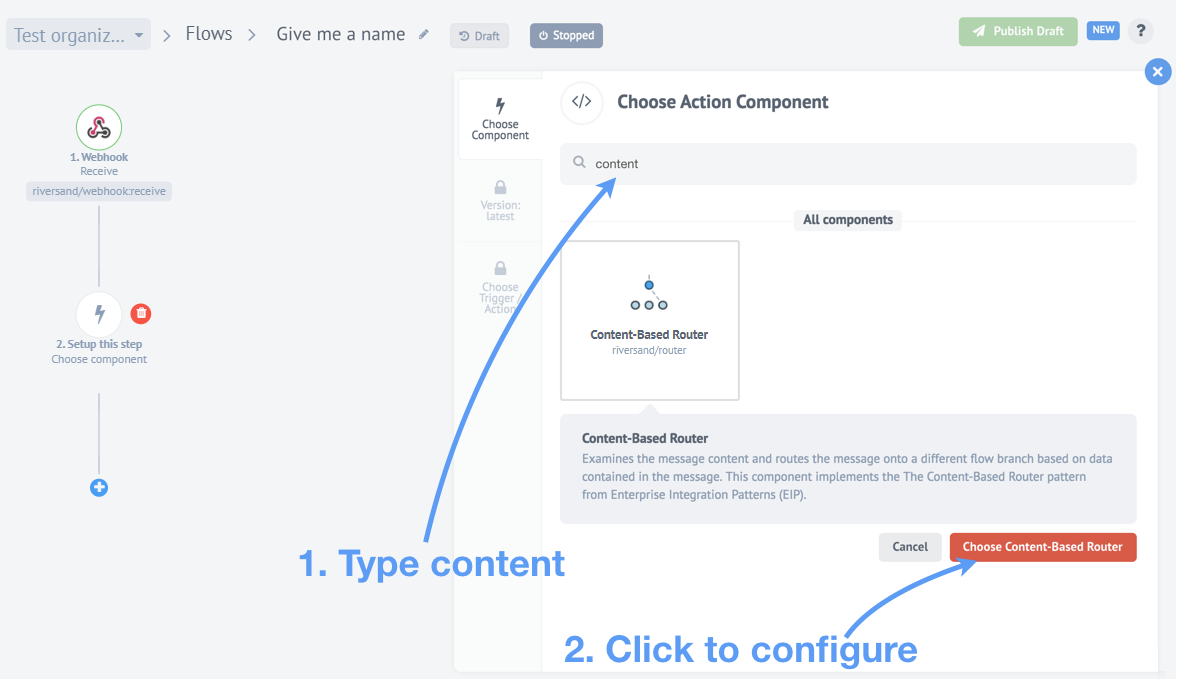 Test organiz...
Flows
Give me a name
Draft
Stopped
Publish Draft
NEW
?
1. Webhook
Receive
riversand/webhook:receive
2. Setup this step
Choose component
Choose
Component
Version:
latest
Choose
Trigger /
Action
Choose Action Component
content
All components
Content-Based Router
riversand/router
Content-Based Router
Examines the message content and routes the message onto a different flow branch based on data
contained in the message. This component implements the The Content-Based Router pattern
from Enterprise Integration Patterns (EIP).
Cancel
Choose Content-Based Router
1. Type content
2. Click to configure